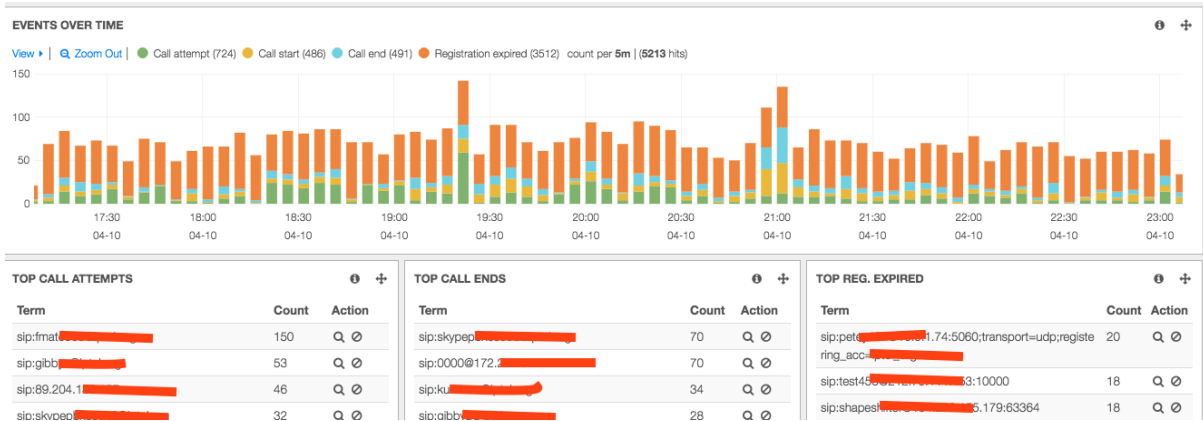 EVENTS OVER TIME
View Zoom Out Call attempt (724) Call start (486) Call end (491) Registration expired (3512) count per 5m | (5213 hits)
150
100
50
0
17:30 18:00 18:30 19:00 19:30 20:00 20:30 21:00 21:30 22:00 22:30 23:00
04-10 04-10 04-10 04-10 04-10 04-10 04-10 04-10 04-10 04-10 04-10 04-10
TOP CALL ATTEMPTS
Term Count Action
sip:fmat 150
sip:gibb 53
sip:89.204.1 46
sip:skypep 32
TOP CALL ENDS
Term Count Action
sip:skype 70
sip:0000@172.2 70
sip:ku 34
sip:gibby 28
TOP REG. EXPIRED
Term Count Action
sip:pete 1.74:5060;transport=udp;registe 20
ring_acc=
sip:test45 53:10000 18
sip:shapes 5.179:63364 18